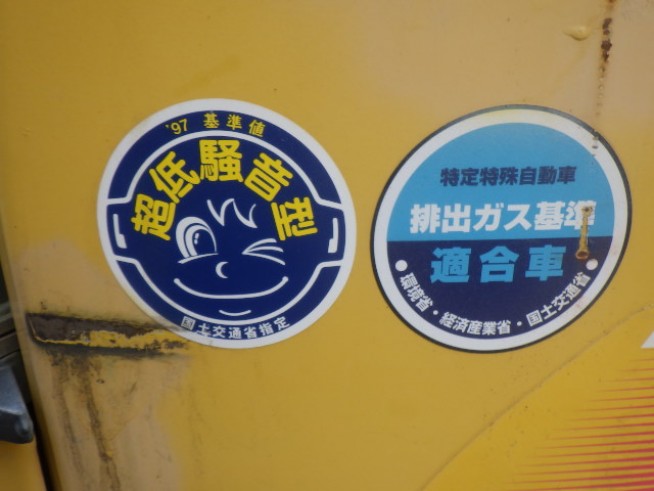 '97 基準値
超低騒音型
国土交通省指定
特定特殊自動車
排出ガス基準
適合車
・環境省・経済産業省・国土交通省・